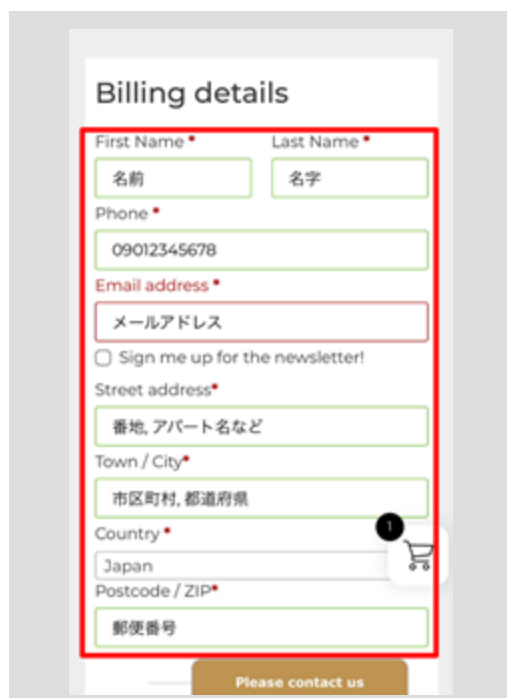 Billing details
First Name * Last Name *
名前 名字
Phone *
09012345678
Email address *
メールアドレス
Sign me up for the newsletter!
Street address*
番地, アパート名など
Town / City*
市区町村, 都道府県
Country *
1
Japan
Postcode / ZIP*
郵便番号
Please contact us